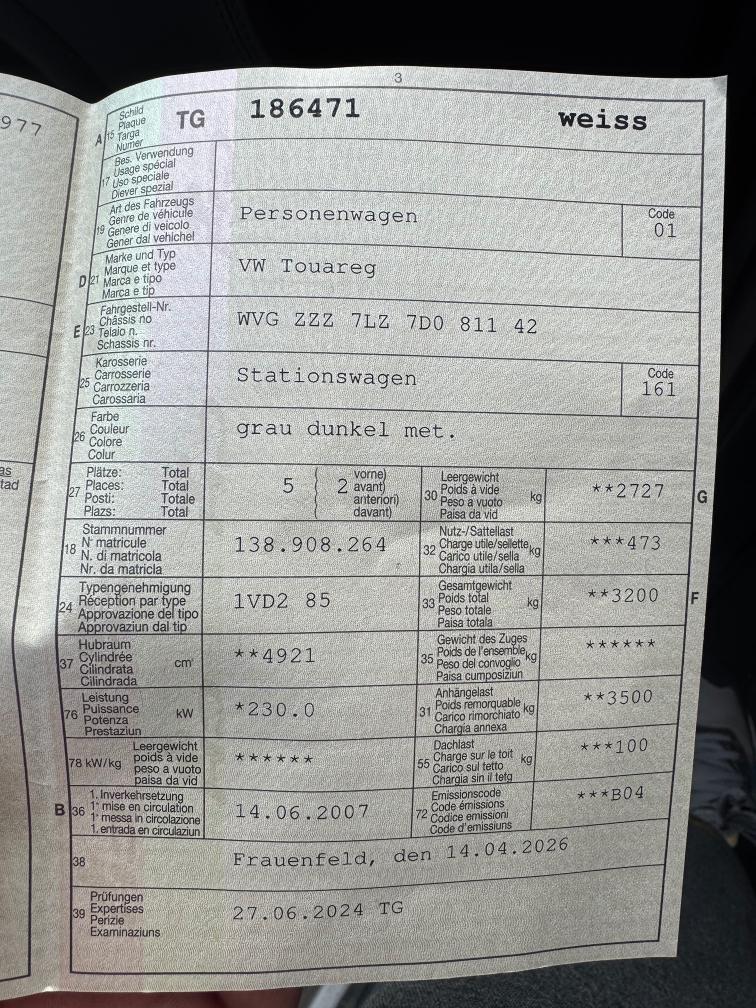 3
977
A 15 Schild
Plaque
Targa
Numer
TG 186471 weiss
17 Bes. Verwendung
Usage spécial
Uso speciale
Diever spezial
19 Art des Fahrzeugs
Genre de véhicule
Genere di veicolo
Gener dal vehichel
Personenwagen
Code
01
D 21 Marke und Typ
Marque et type
Marca e tipo
Marca e tip
VW Touareg
E 23 Fahrgestell-Nr.
Châssis no
Telaio n.
Schassis nr.
WVG ZZZ 7LZ 7D0 811 42
25 Karosserie
Carrosserie
Carrozzeria
Carossaria
Stationswagen
Code
161
26 Farbe
Couleur
Colore
Colur
grau dunkel met.
as
tad
27 Plätze: Total
Places: Total
Posti: Totale
Plazs: Total
5 ( 2 vorne)
avant)
anteriori)
davant)
30 Leergewicht
Poids à vide
Peso a vuoto
Paisa da vid
kg
**2727 G
18 Stammnummer
N° matricule
N. di matricola
Nr. da matricla
138.908.264
32 Nutz-/Sattellast
Charge utile/sellette
Carico utile/sella
Chargia utila/sella
kg
***473
24 Typengenehmigung
Réception par type
Approvazione del tipo
Approvaziun dal tip
1VD2 85
33 Gesamtgewicht
Poids total
Peso totale
Paisa totala
kg
**3200 F
37 Hubraum
Cylindrée
Cilindrata
Cilindrada
cm³
**4921
35 Gewicht des Zuges
Poids de l'ensemble
Peso del convoglio
Paisa cumposiziun
kg
******
76 Leistung
Puissance
Potenza
Prestaziun
kW
*230.0
31 Anhängelast
Poids remorquable
Carico rimorchiato
Chargia annexa
kg
**3500
78 kW/kg Leergewicht
poids à vide
peso a vuoto
paisa da vid
******
55 Dachlast
Charge sur le toit
Carico sul tetto
Chargia sin il tetg
kg
***100
B 36 1. Inverkehrsetzung
1re mise en circulation
1a messa in circolazione
1. entrada en circulaziun
14.06.2007
72 Emissionscode
Code émissions
Codice emissioni
Code d'emissiuns
***B04
38 Frauenfeld, den 14.04.2026
39 Prüfungen
Expertises
Perizie
Examinaziuns
27.06.2024 TG